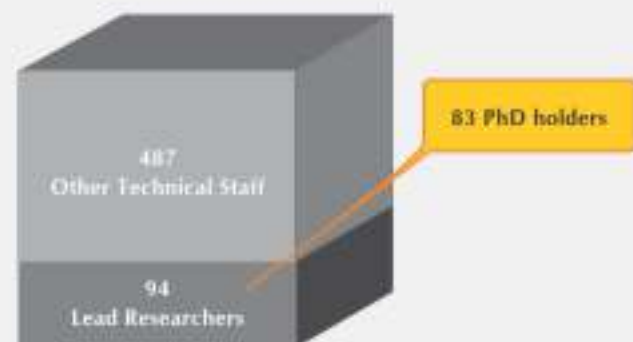 487
Other Technical Staff
83 PhD holders
94
Lead Researchers